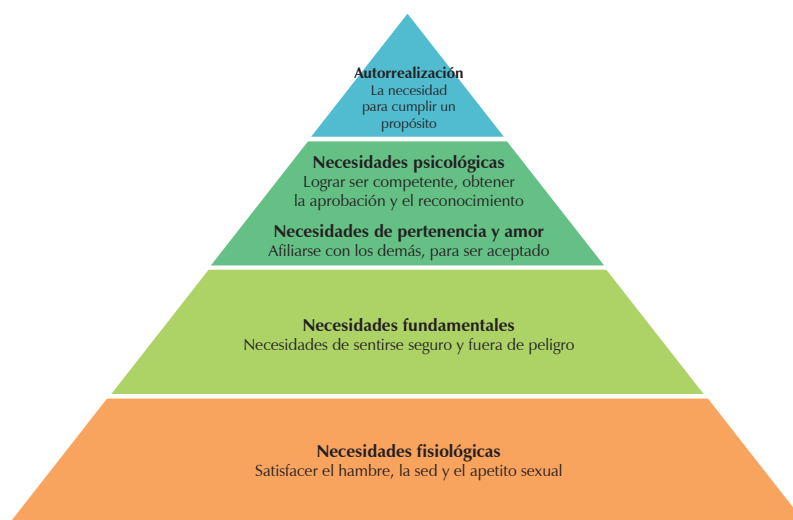 Autorrealización
La necesidad
para cumplir un
propósito
Necesidades psicológicas
Lograr ser competente, obtener
la aprobación y el reconocimiento
Necesidades de pertenencia y amor
Afiliarse con los demás, para ser aceptado
Necesidades fundamentales
Necesidades de sentirse seguro y fuera de peligro
Necesidades fisiológicas
Satisfacer el hambre, la sed y el apetito sexual